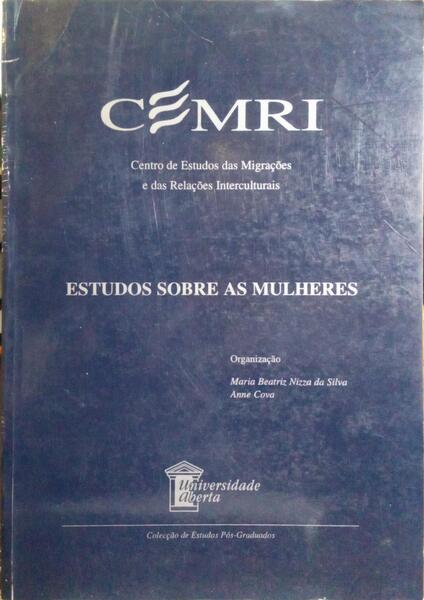 CEMRI
Centro de Estudos das Migrações
e das Relações Interculturais
ESTUDOS SOBRE AS MULHERES
Organização
Maria Beatriz Nizza da Silva
Anne Cova
Universidade
Aberta
Colecção de Estudos Pós-Graduados